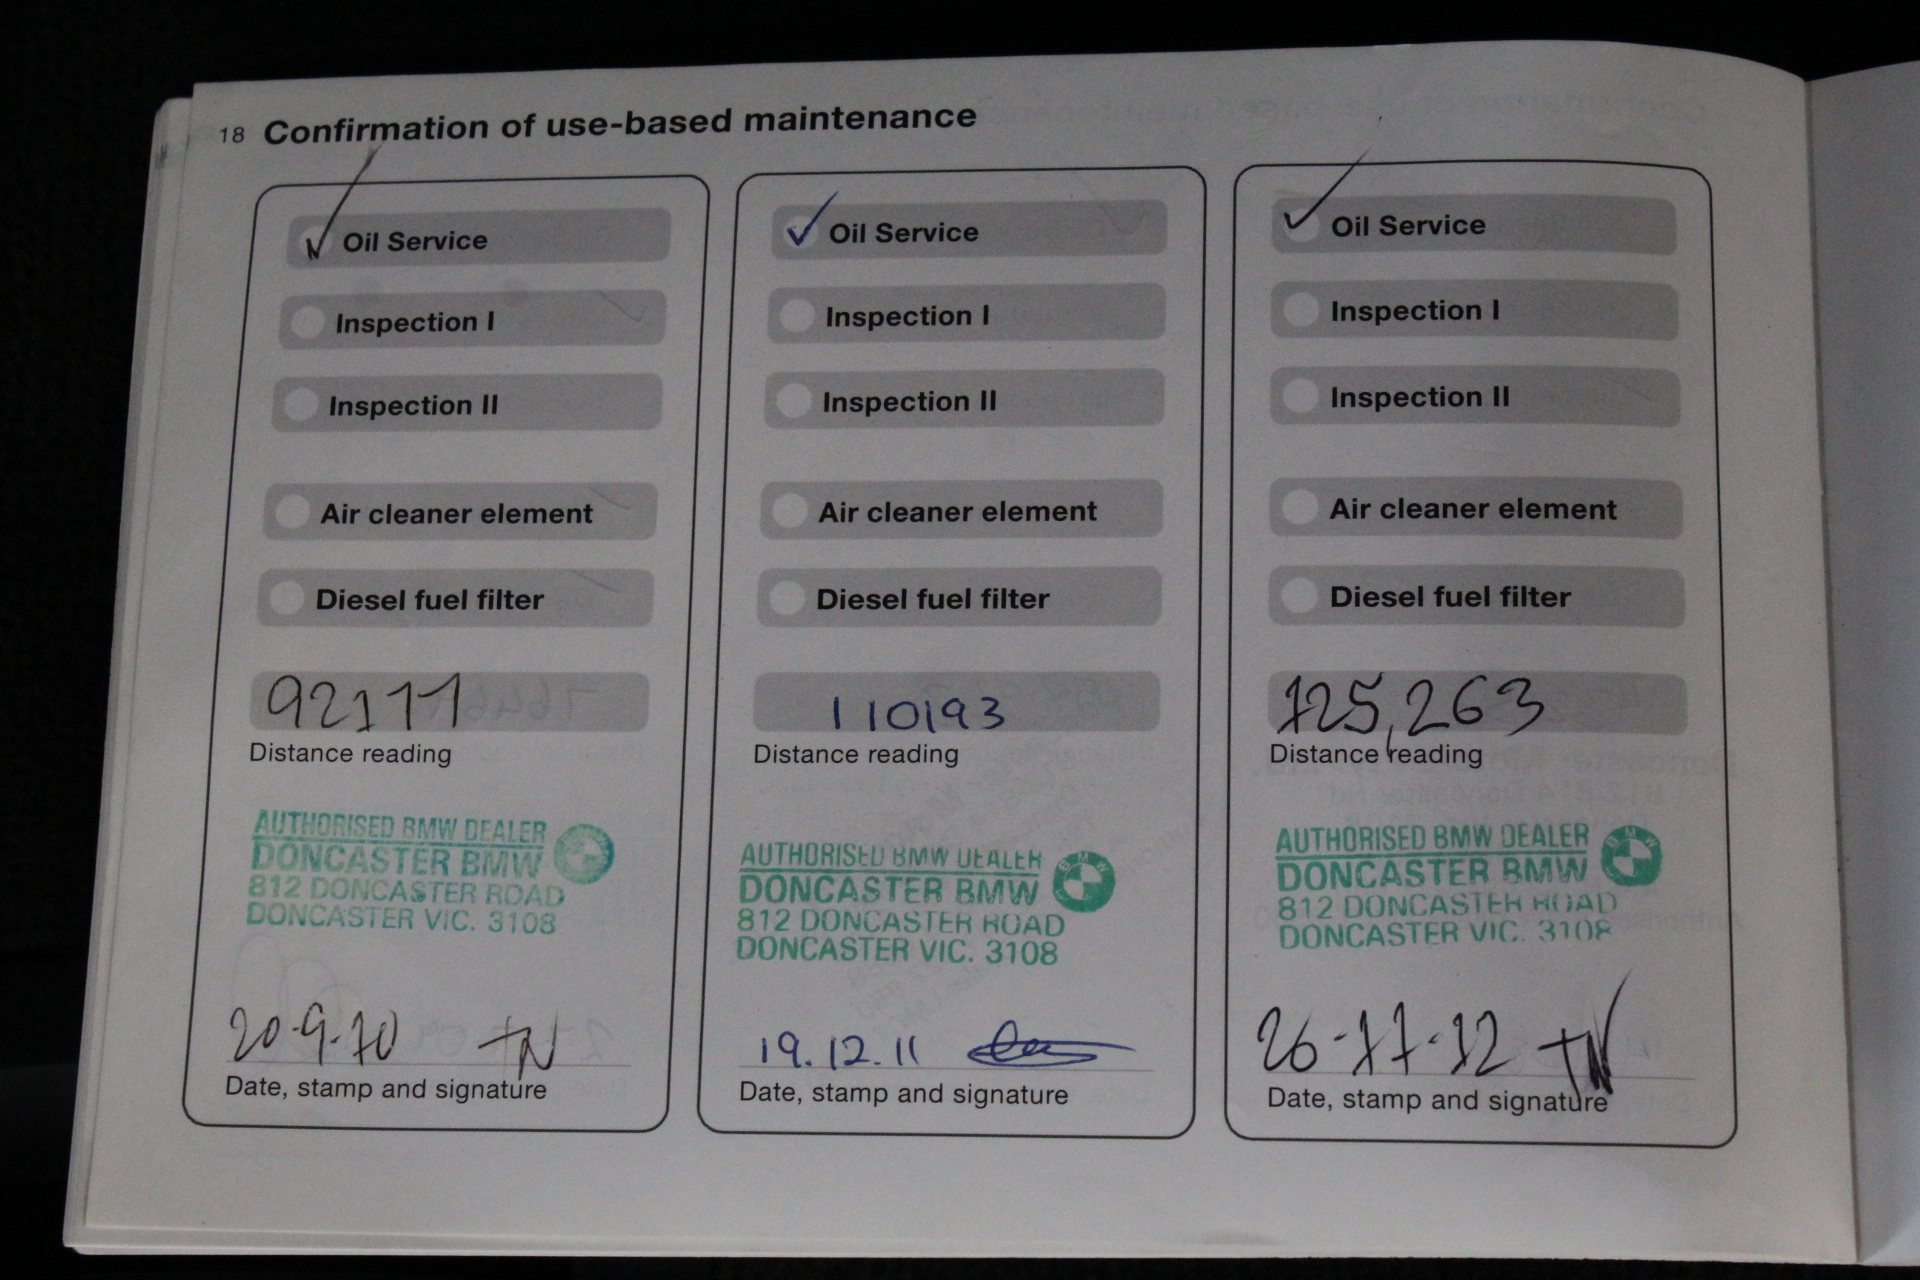 18 Confirmation of use-based maintenance
Oil Service
Inspection I
Inspection II
Air cleaner element
Diesel fuel filter
92111
Distance reading
AUTHORISED BMW DEALER
DONCASTER BMW
812 DONCASTER ROAD
DONCASTER VIC. 3108
20-9-10 TN
Date, stamp and signature
Oil Service
Inspection I
Inspection II
Air cleaner element
Diesel fuel filter
110193
Distance reading
AUTHORISED BMW DEALER
DONCASTER BMW
BMW
812 DONCASTER ROAD
DONCASTER VIC. 3108
19.12.11
Date, stamp and signature
Oil Service
Inspection I
Inspection II
Air cleaner element
Diesel fuel filter
125,263
Distance reading
AUTHORISED BMW DEALER
DONCASTER BMW
BMW
812 DONCASTER ROAD
DONCASTER VIC. 3108
26-11-12 TN
Date, stamp and signature